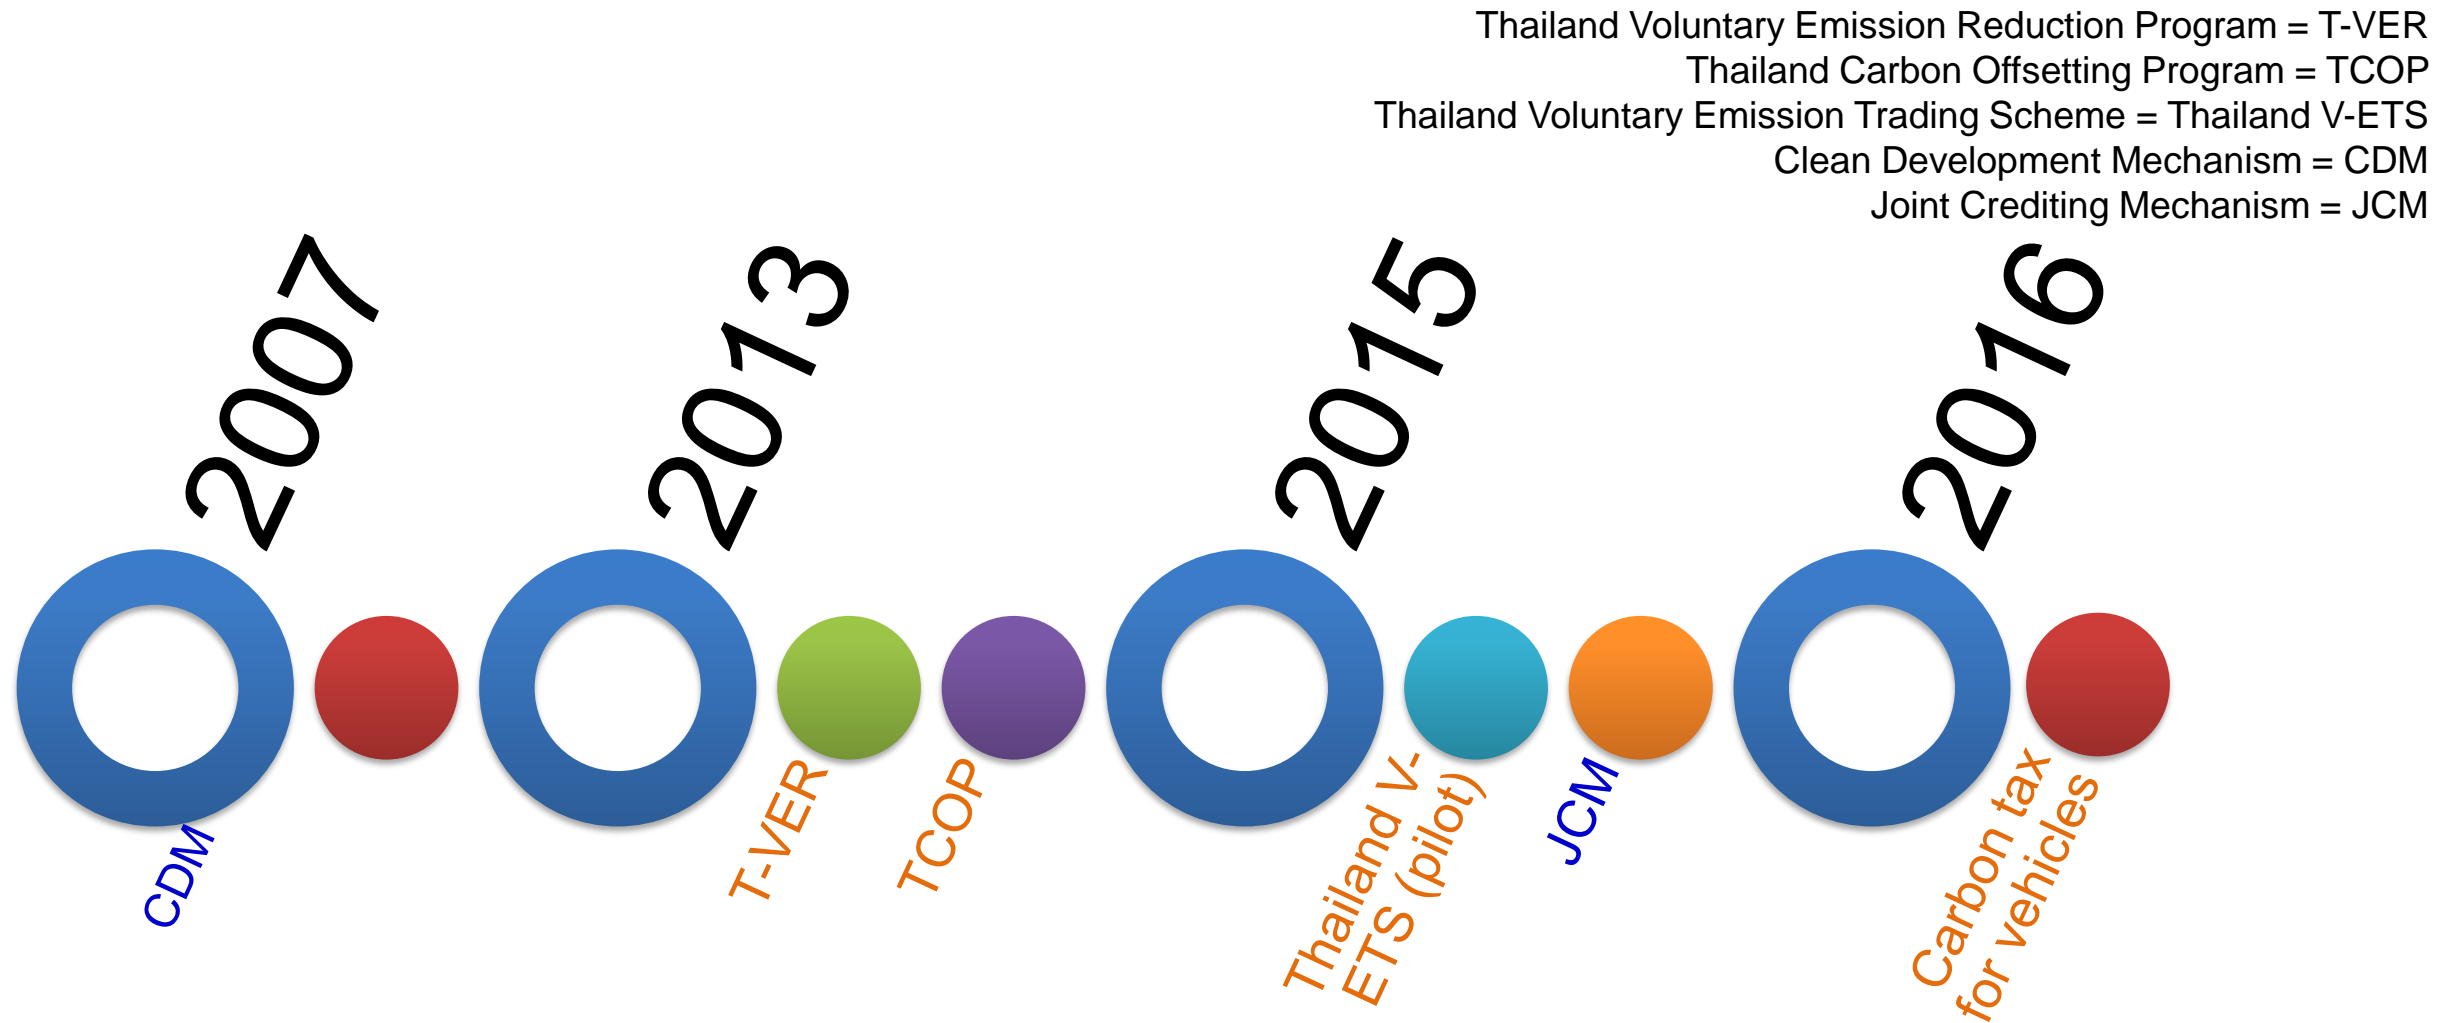 Thailand Voluntary Emission Reduction Program = T-VER
Thailand Carbon Offsetting Program = TCOP
Thailand Voluntary Emission Trading Scheme = Thailand V-ETS
Clean Development Mechanism = CDM
Joint Crediting Mechanism = JCM
2007
2013
2015
2016
CDM
T-VER
TCOP
Thailand V-
ETS (pilot)
JCM
Carbon tax
for vehicles